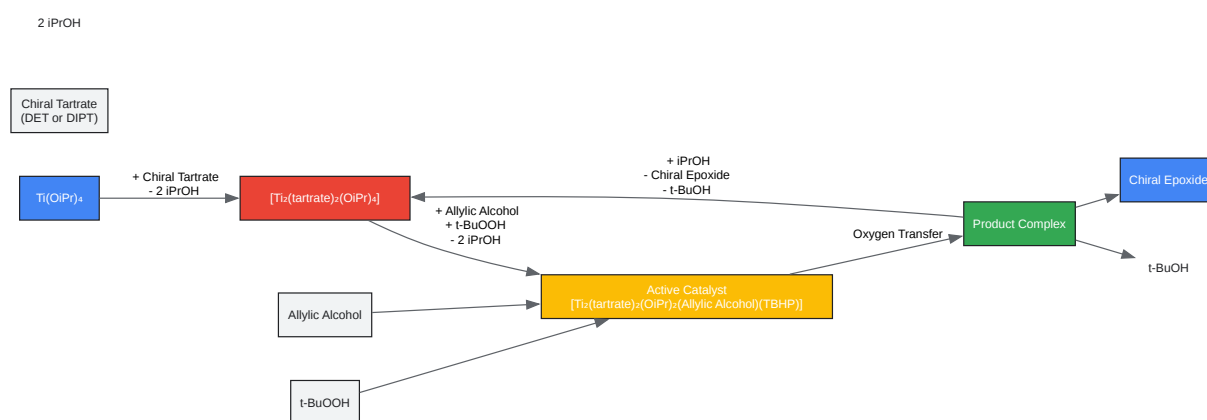 2 iPrOH
Chiral Tartrate
(DET or DIPT)
Ti(OiPr)₄
+ Chiral Tartrate
- 2 iPrOH
[Ti₂(tartrate)₂(OiPr)₄]
+ iPrOH
- Chiral Epoxide
- t-BuOH
+ Allylic Alcohol
+ t-BuOOH
- 2 iPrOH
Oxygen Transfer
Product Complex
Chiral Epoxide
t-BuOH
Active Catalyst
[Ti₂(tartrate)₂(OiPr)₂(Allylic Alcohol)(TBHP)]
Allylic Alcohol
t-BuOOH